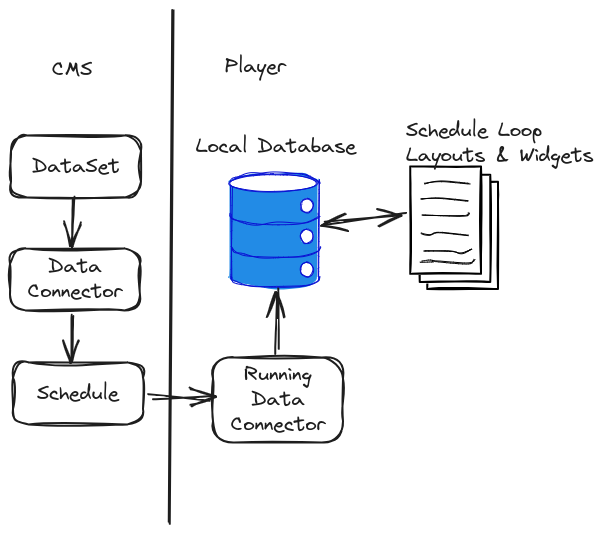 CMS
Player
DataSet
Data
Connector
Schedule
Local Database
Schedule Loop
Layouts & Widgets
Running
Data
Connector